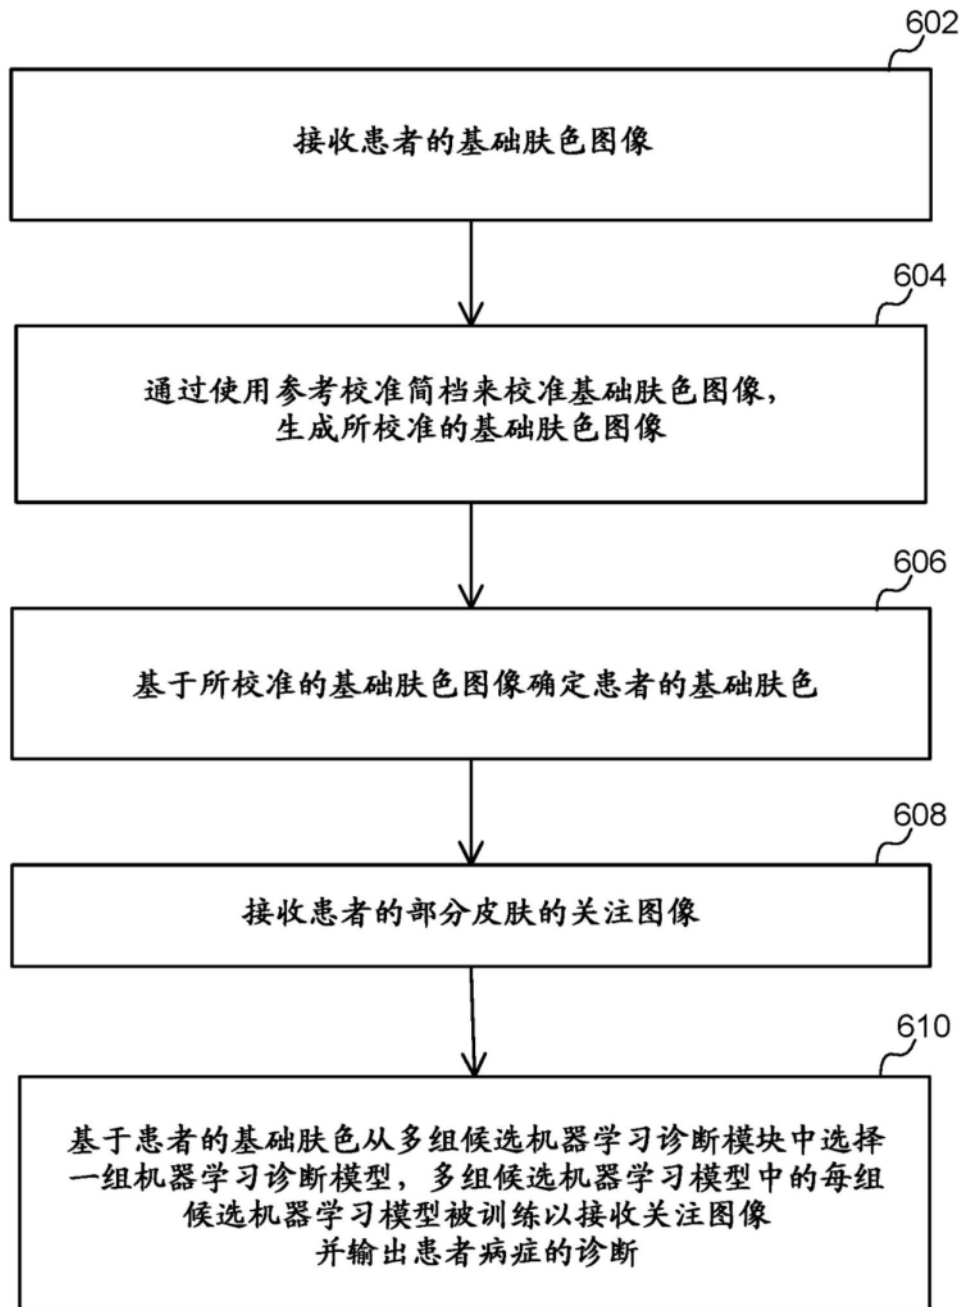 602
接收患者的基础肤色图像
604
通过使用参考校准简档来校准基础肤色图像，
生成所校准的基础肤色图像
606
基于所校准的基础肤色图像确定患者的基础肤色
608
接收患者的部分皮肤的关注图像
610
基于患者的基础肤色从多组候选机器学习诊断模块中选择
一组机器学习诊断模型，多组候选机器学习模型中的每组
候选机器学习模型被训练以接收关注图像
并输出患者病症的诊断